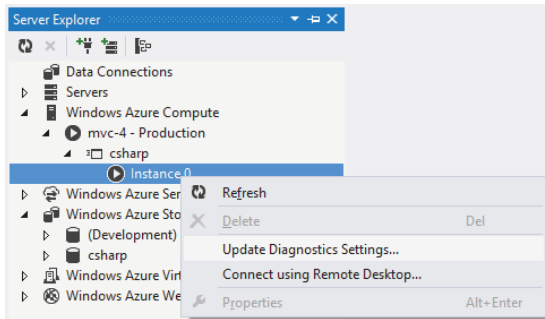 Server Explorer
Data Connections
Servers
Windows Azure Compute
mvc-4 - Production
csharp
Instance 0
Windows Azure Ser
Windows Azure Sto
(Development)
csharp
Windows Azure Virt
Windows Azure We
Refresh
Delete Del
Update Diagnostics Settings...
Connect using Remote Desktop...
Properties Alt+Enter